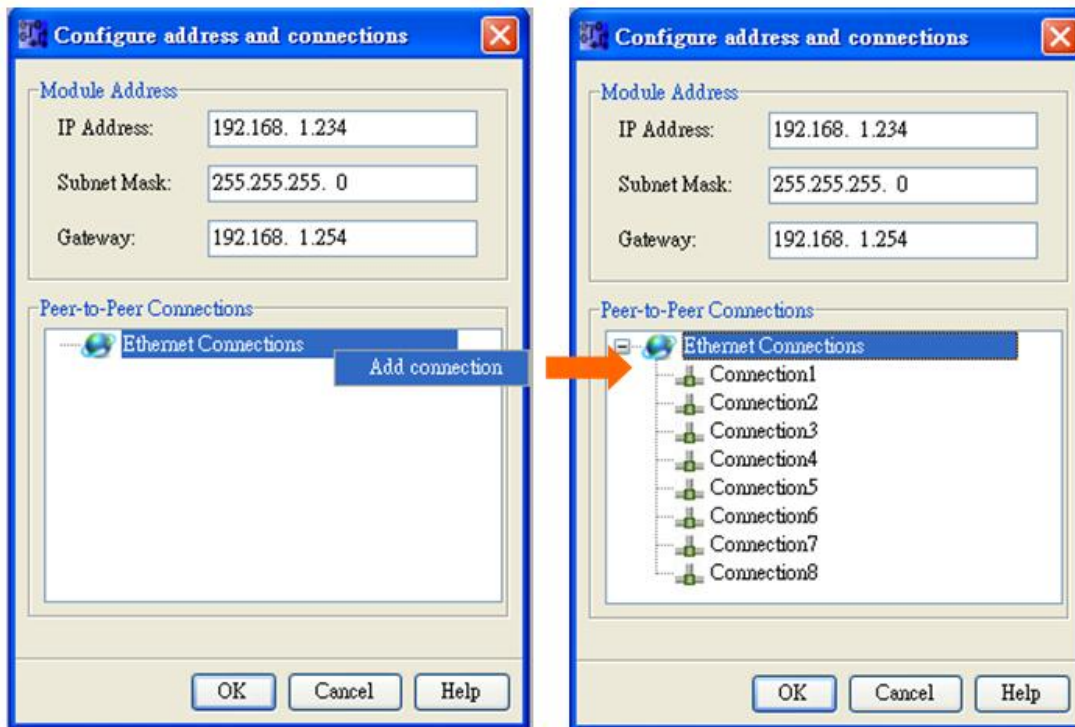 Configure address and connections
Module Address
IP Address: 192.168. 1.234
Subnet Mask: 255.255.255. 0
Gateway: 192.168. 1.254
Peer-to-Peer Connections
Ethernet Connections
Add connection
OK Cancel Help
Configure address and connections
Module Address
IP Address: 192.168. 1.234
Subnet Mask: 255.255.255. 0
Gateway: 192.168. 1.254
Peer-to-Peer Connections
Ethernet Connections
Connection1
Connection2
Connection3
Connection4
Connection5
Connection6
Connection7
Connection8
OK Cancel Help